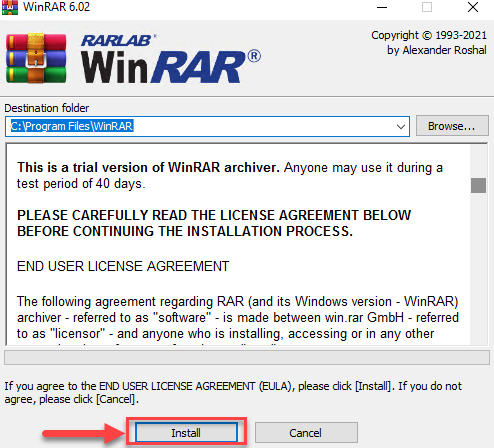 WinRAR 6.02
RARLAB®
WinRAR®
Copyright © 1993-2021
by Alexander Roshal
Destination folder
C:\Program Files\WinRAR
Browse...
This is a trial version of WinRAR archiver. Anyone may use it during a
test period of 40 days.
PLEASE CAREFULLY READ THE LICENSE AGREEMENT BELOW
BEFORE CONTINUING THE INSTALLATION PROCESS.
END USER LICENSE AGREEMENT
The following agreement regarding RAR (and its Windows version - WinRAR)
archiver - referred to as "software" - is made between win.rar GmbH - referred
to as "licensor" - and anyone who is installing, accessing or in any other
If you agree to the END USER LICENSE AGREEMENT (EULA), please click [Install]. If you do not
agree, please click [Cancel].
Install
Cancel